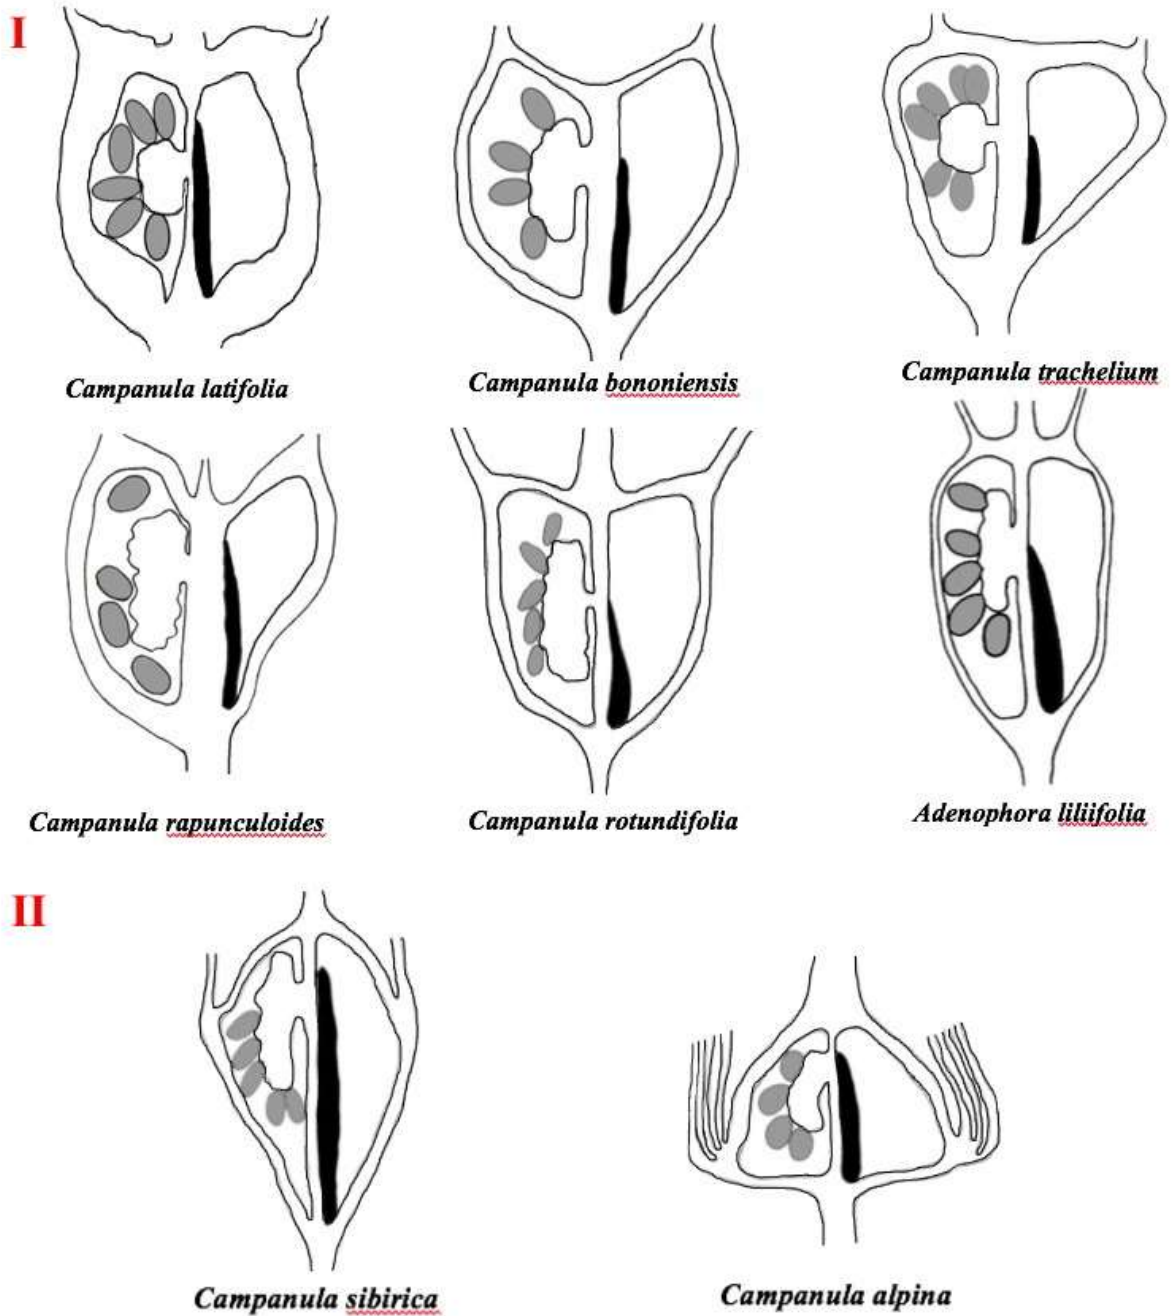 I
Campanula latifolia
Campanula bononiensis
Campanula trachelium
Campanula rapunculoides
Campanula rotundifolia
Adenophora liliifolia
II
Campanula sibirica
Campanula alpina